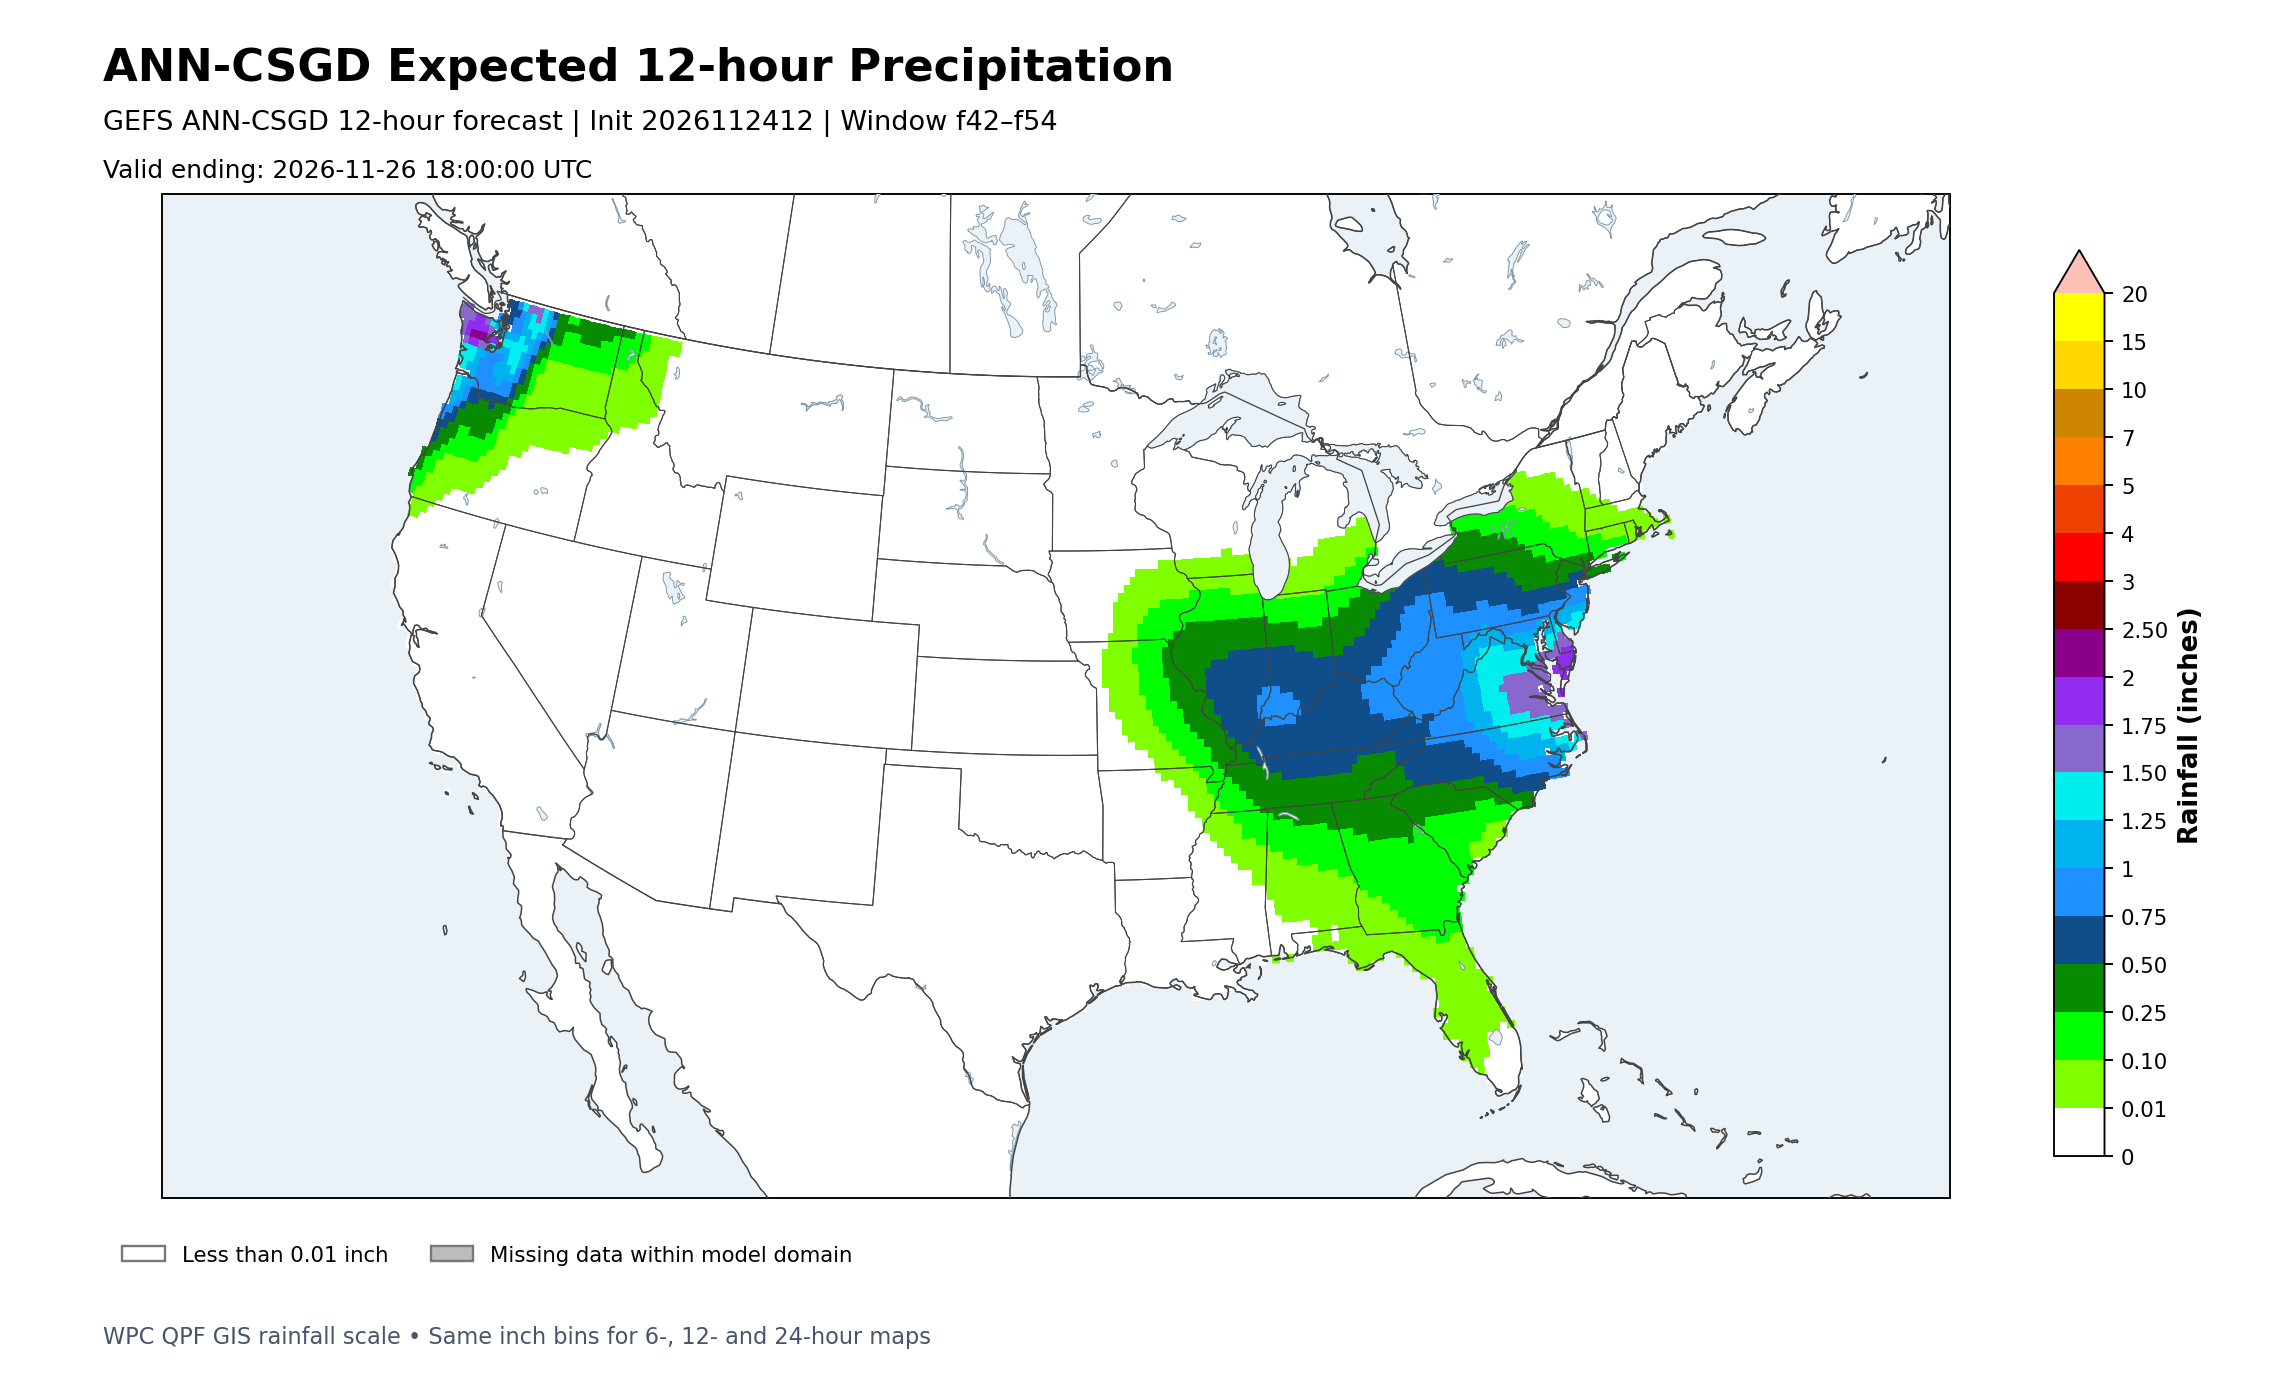 ANN-CSGD Expected 12-hour Precipitation
GEFS ANN-CSGD 12-hour forecast | Init 2026112412 | Window f42–f54
Valid ending: 2026-11-26 18:00:00 UTC
20
15
10
7
5
4
3
2.50
2
1.75
1.50
1.25
1
0.75
0.50
0.25
0.10
0.01
0
Rainfall (inches)
Less than 0.01 inch
Missing data within model domain
WPC QPF GIS rainfall scale • Same inch bins for 6-, 12- and 24-hour maps